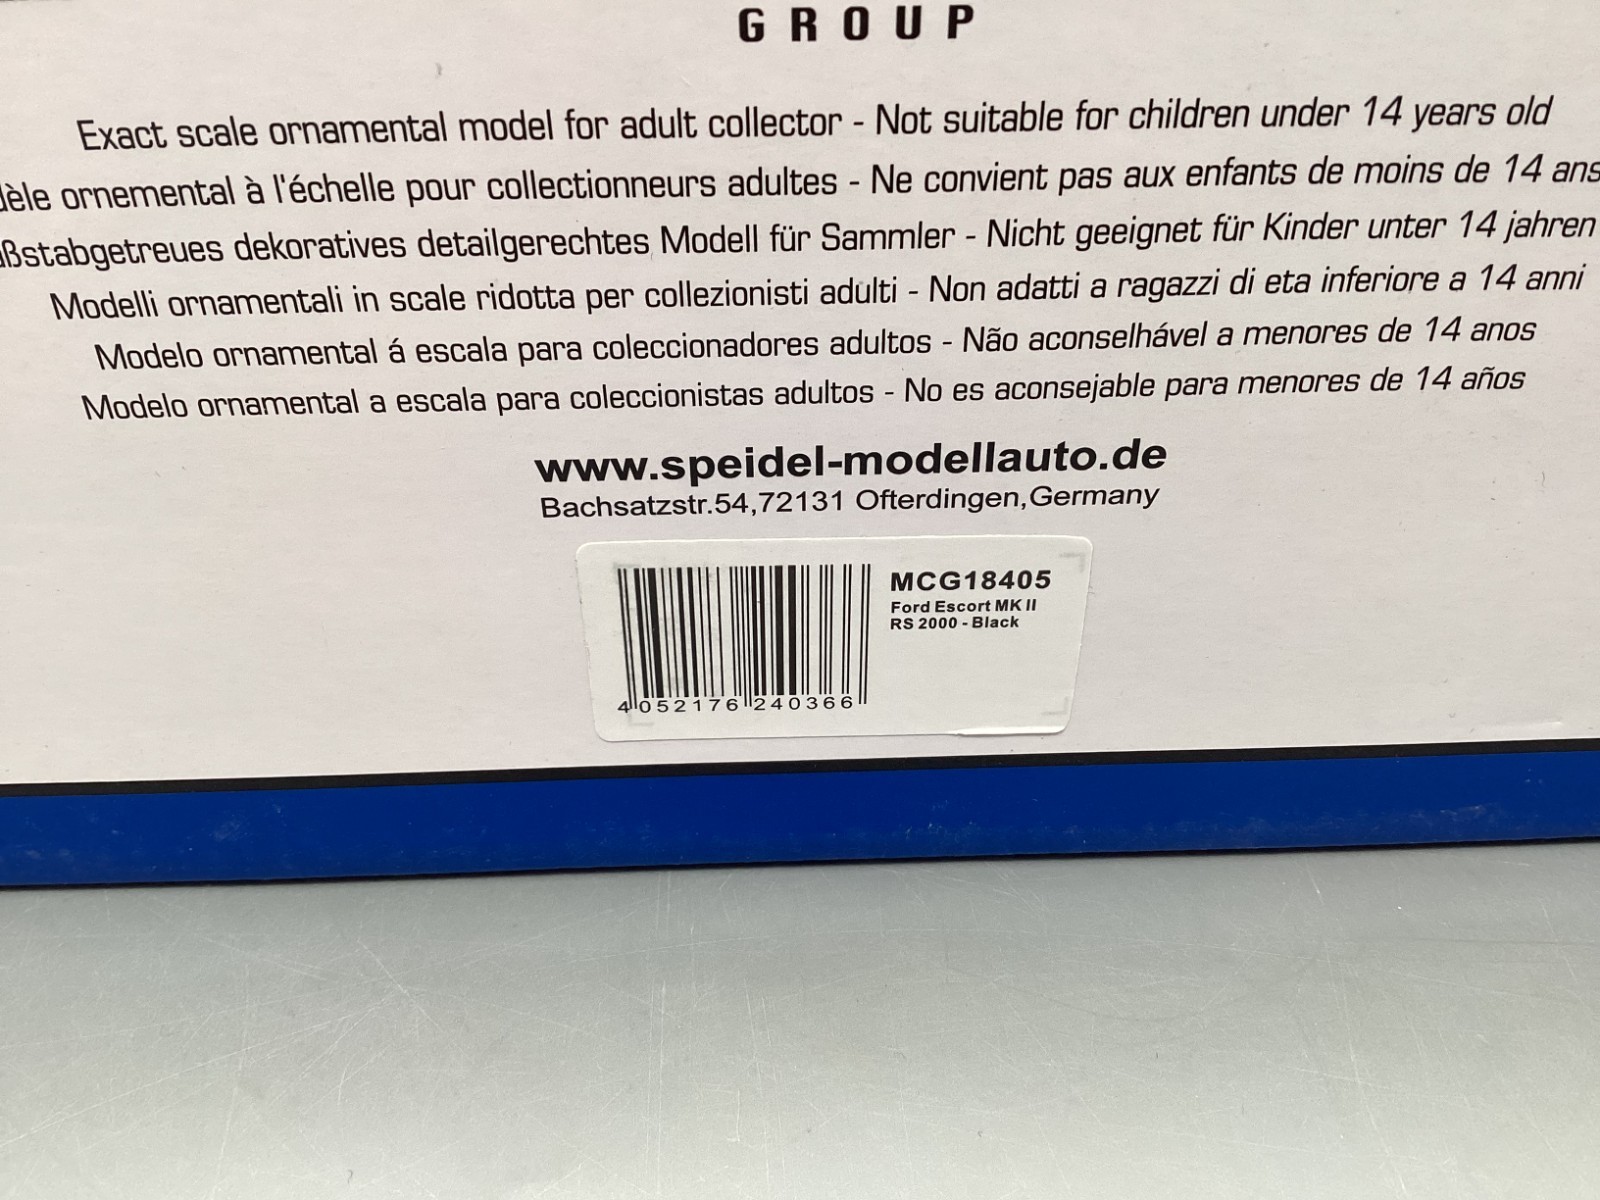 GROUP
Exact scale ornamental model for adult collector - Not suitable for children under 14 years old
ornemental à l'échelle pour collectionneurs adultes - Ne convient pas aux enfants de moins de 14 ans
dekoratives detailgerechtes Modell für Sammler - Nicht geeignet für Kinder unter 14 jahren
Modelli ornamentali in scale ridotta per collezionisti adulti - Non adatti a ragazzi di eta inferiore a 14 anni
Modelo ornamental á escala para coleccionadores adultos - Não aconselhável a menores de 14 anos
Modelo ornamental a escala para coleccionistas adultos - No es aconsejable para menores de 14 años
www.speidel-modellauto.de
Bachsatzstr.54,72131 Ofterdingen,Germany
MCG18405
Ford Escort MK II
RS 2000 - Black
4 052176 240366